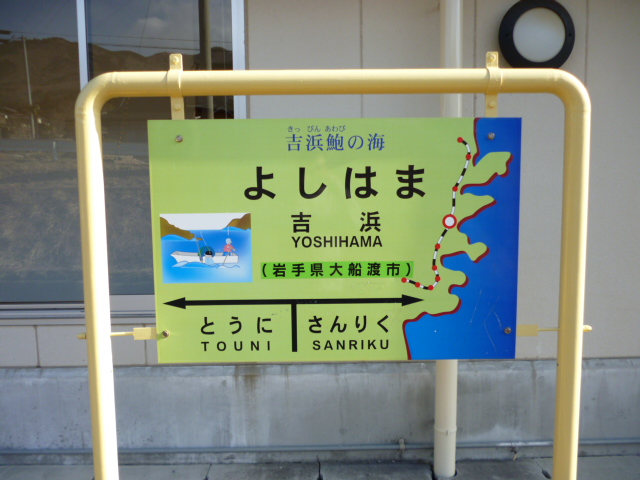 きっ ぴん あわび
吉浜鮑の海
よしはま
吉 浜
YOSHIHAMA
(岩手県大船渡市)
とうに さんりく
TOUNI SANRIKU